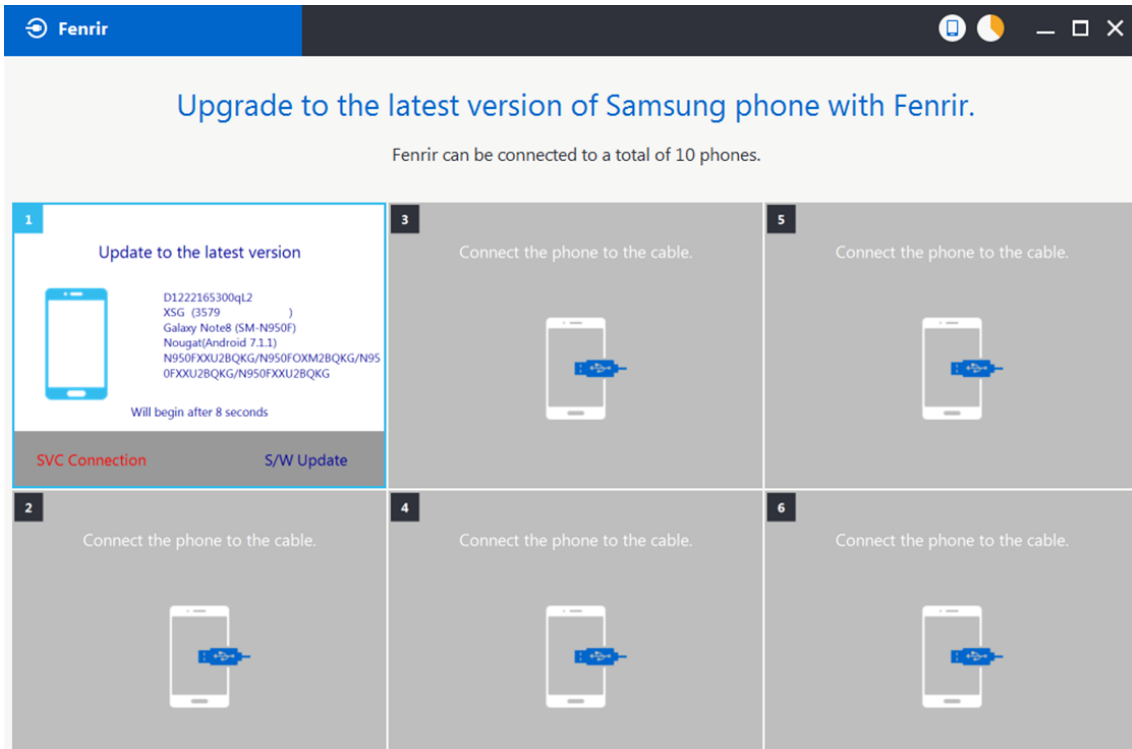 Fenrir
Upgrade to the latest version of Samsung phone with Fenrir.
Fenrir can be connected to a total of 10 phones.
1
Update to the latest version
D1222165300qL2
XSG (3579 )
Galaxy Note8 (SM-N950F)
Nougat(Android 7.1.1)
N950FXXU2BQKG/N950FOXM2BQKG/N95
0FXXU2BQKG/N950FXXU2BQKG
Will begin after 8 seconds
SVC Connection S/W Update
3
Connect the phone to the cable.
5
Connect the phone to the cable.
2
Connect the phone to the cable.
4
Connect the phone to the cable.
6
Connect the phone to the cable.